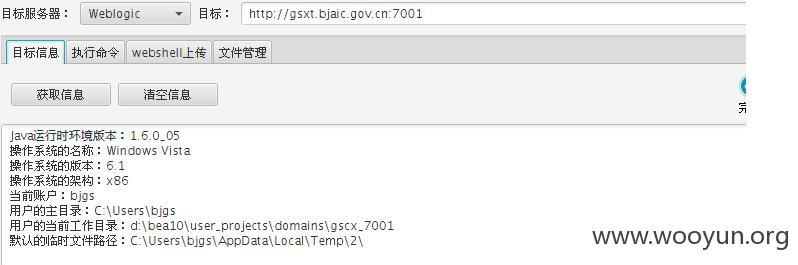 目标服务器： Weblogic 目标： http://gsxt.bjaic.gov.cn:7001
目标信息 执行命令 webshell上传 文件管理
获取信息 清空信息
Java运行时环境版本：1.6.0_05
操作系统的名称：Windows Vista
操作系统的版本：6.1
操作系统的架构：x86
当前账户：bjgs
用户的主目录：C:\Users\bjgs
用户的当前工作目录：d:\bea10\user_projects\domains\gscx_7001
默认的临时文件路径：C:\Users\bjgs\AppData\Local\Temp\2\
www.wooyun.org